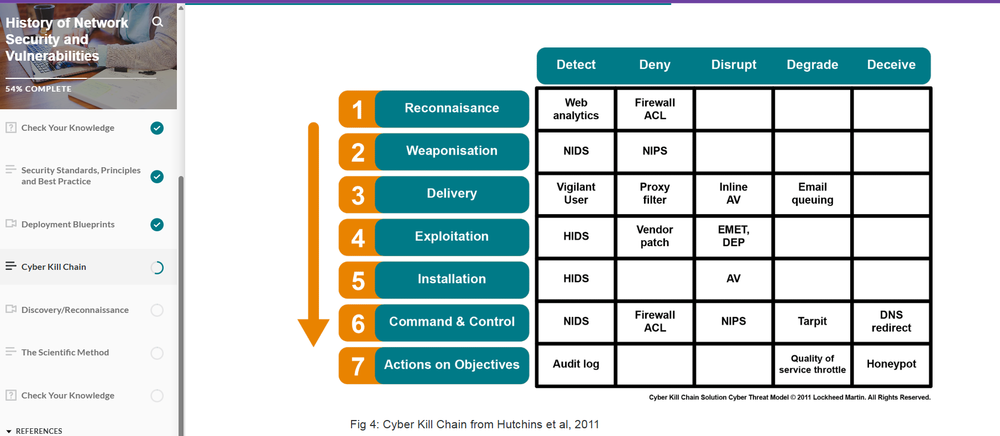 History of Network
Security and
Vulnerabilities
54% COMPLETE
Check Your Knowledge
Security Standards, Principles
and Best Practice
Deployment Blueprints
Cyber Kill Chain
Discovery/Reconnaissance
The Scientific Method
Check Your Knowledge
REFERENCES
Detect Deny Disrupt Degrade Deceive
1 Reconnaisance
Web
analytics
Firewall
ACL
2 Weaponisation
NIDS
NIPS
3 Delivery
Vigilant
User
Proxy
filter
Inline
AV
Email
queuing
4 Exploitation
HIDS
Vendor
patch
EMET,
DEP
5 Installation
HIDS
AV
6 Command & Control
NIDS
Firewall
ACL
NIPS
Tarpit
DNS
redirect
7 Actions on Objectives
Audit log
Quality of
service throttle
Honeypot
Cyber Kill Chain Solution Cyber Threat Model © 2011 Lockheed Martin. All Rights Reserved.
Fig 4: Cyber Kill Chain from Hutchins et al, 2011